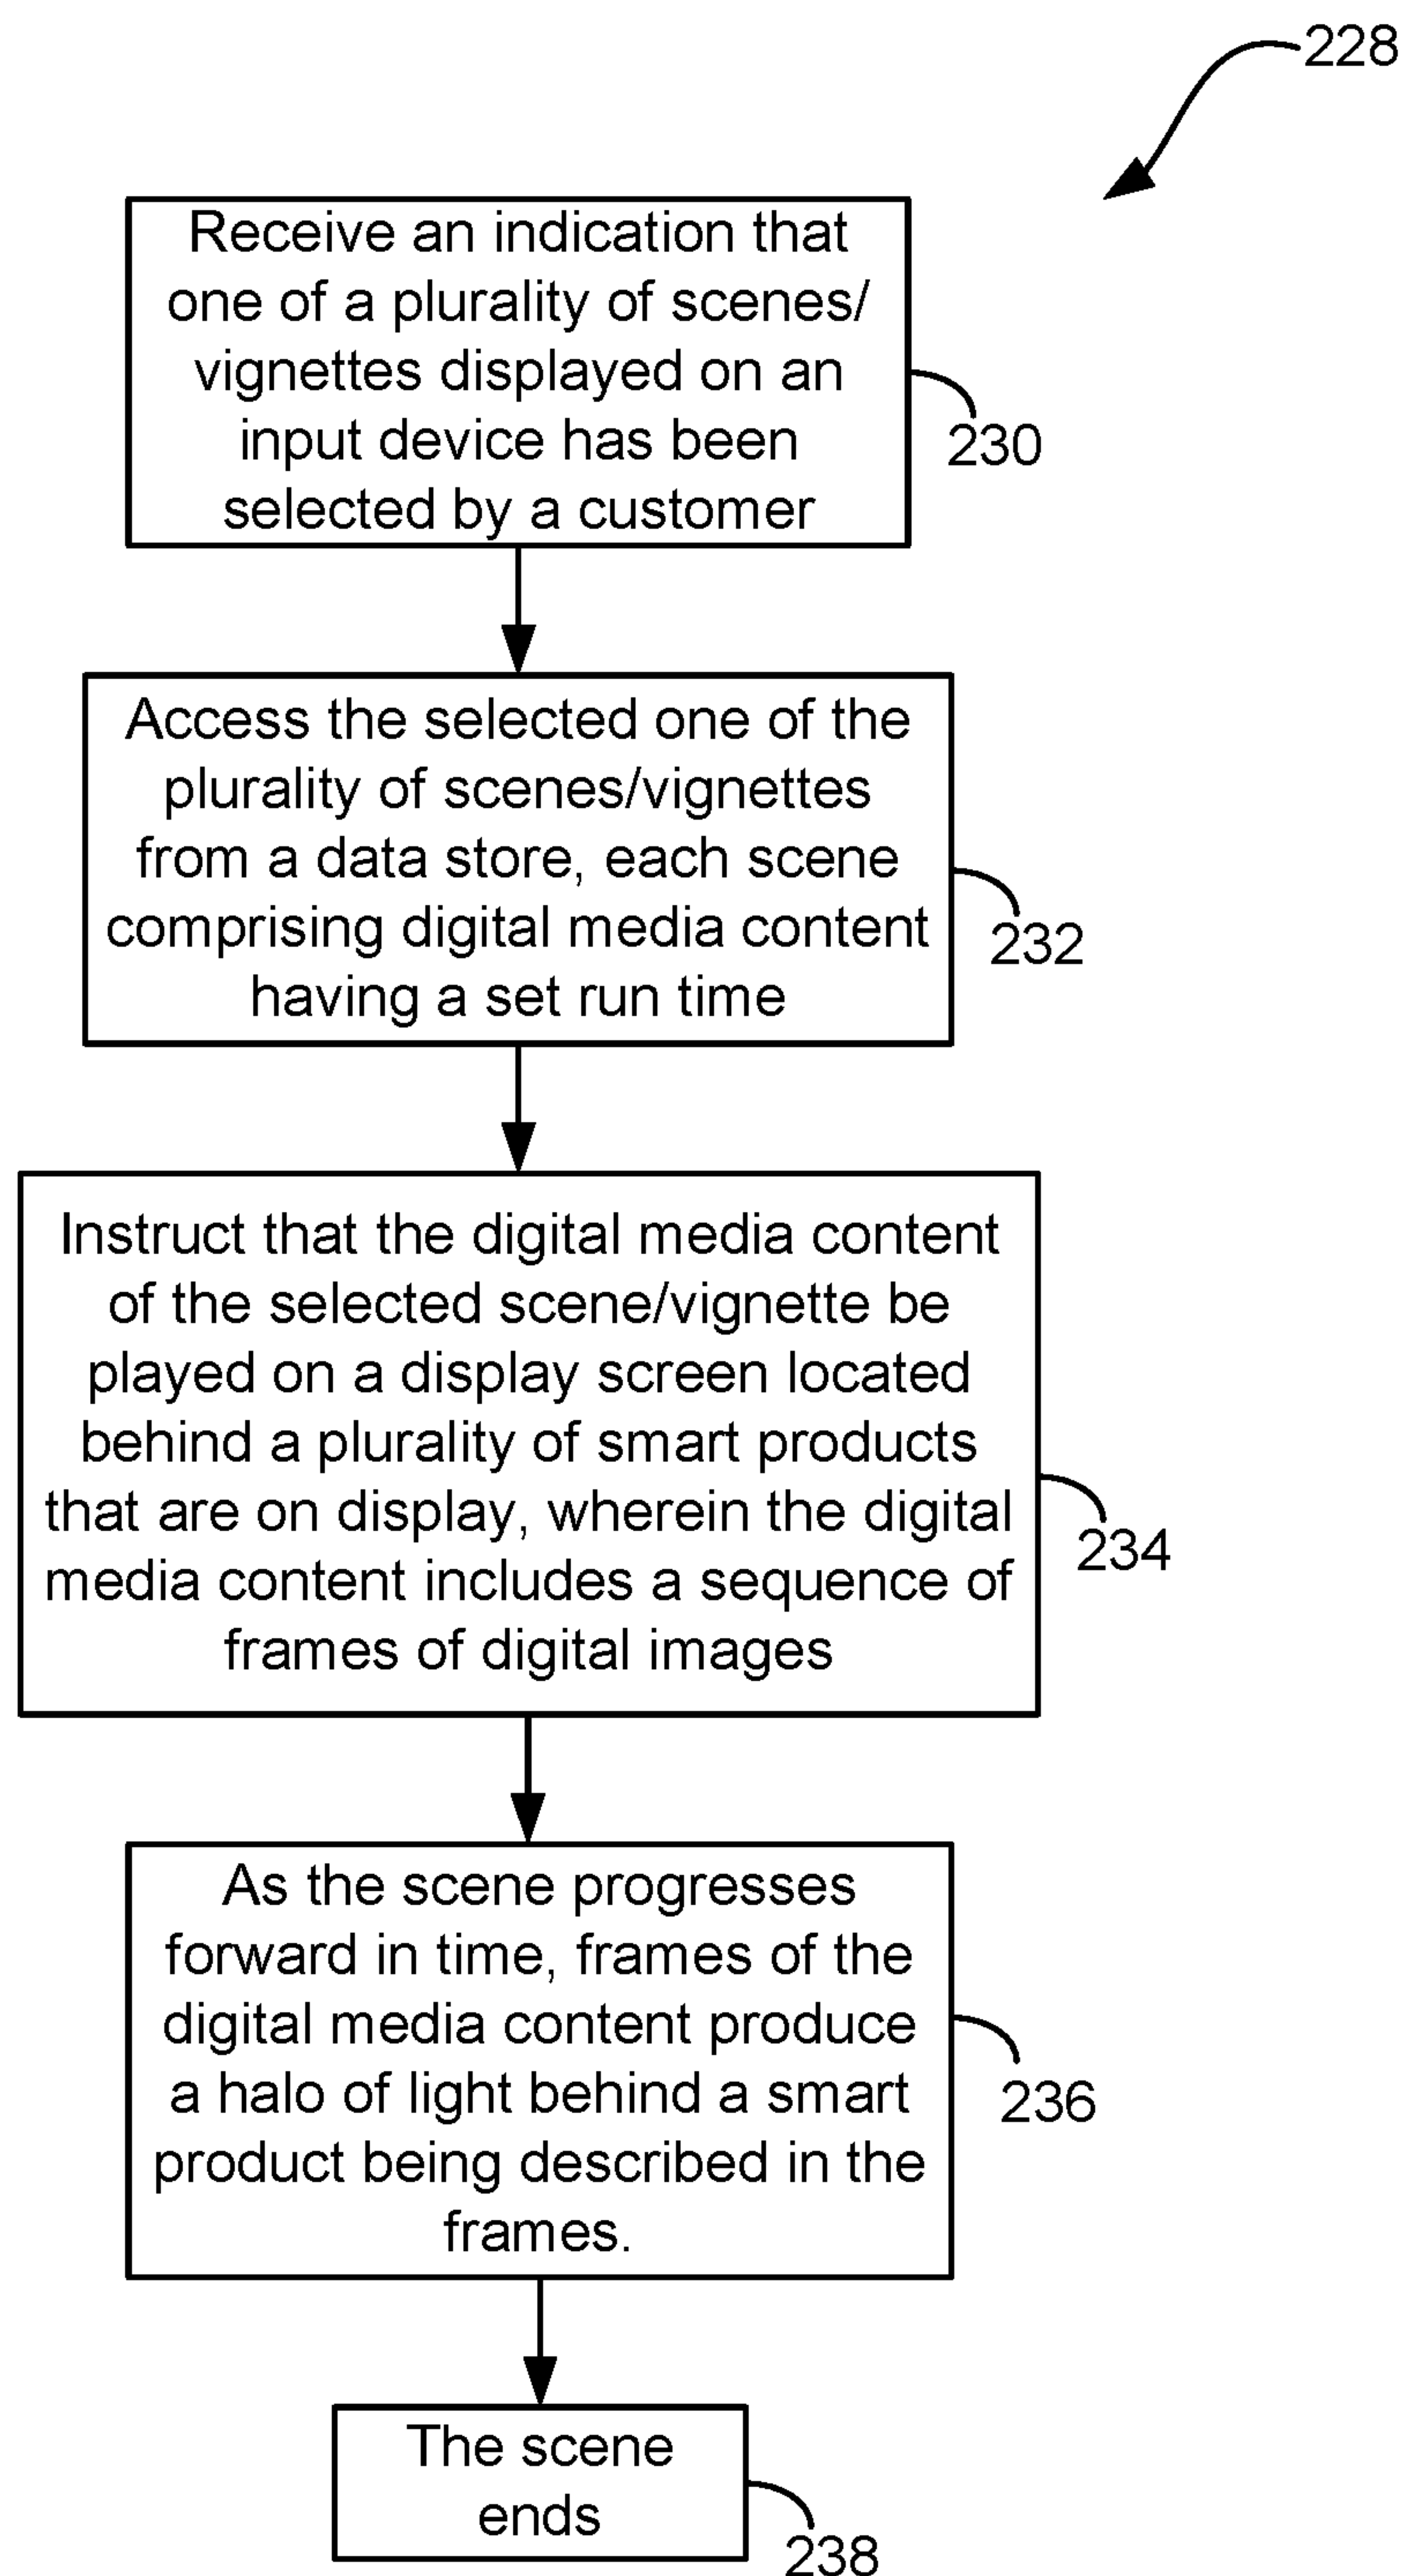 228
Receive an indication that
one of a plurality of scenes/
vignettes displayed on an
input device has been
selected by a customer
230
Access the selected one of the
plurality of scenes/vignettes
from a data store, each scene
comprising digital media content
having a set run time
232
Instruct that the digital media content
of the selected scene/vignette be
played on a display screen located
behind a plurality of smart products
that are on display, wherein the digital
media content includes a sequence of
frames of digital images
234
As the scene progresses
forward in time, frames of the
digital media content produce
a halo of light behind a smart
product being described in the
frames.
236
The scene
ends
238